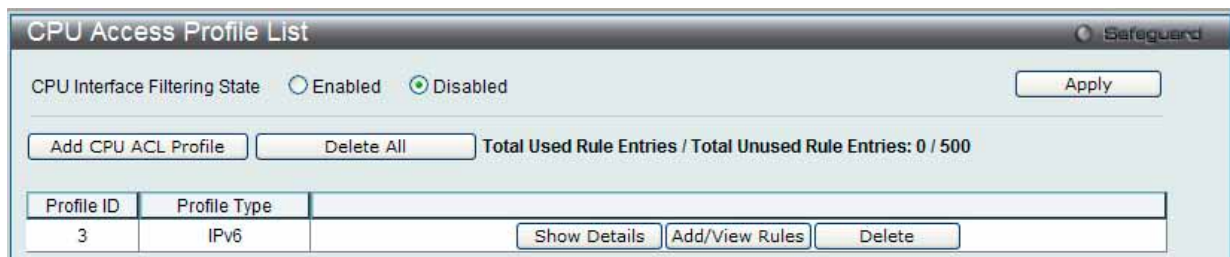 CPU Access Profile List
Safeguard
CPU Interface Filtering State Enabled Disabled Apply
Add CPU ACL Profile Delete All Total Used Rule Entries / Total Unused Rule Entries: 0 / 500
Profile ID Profile Type
3 IPv6 Show Details Add/View Rules Delete